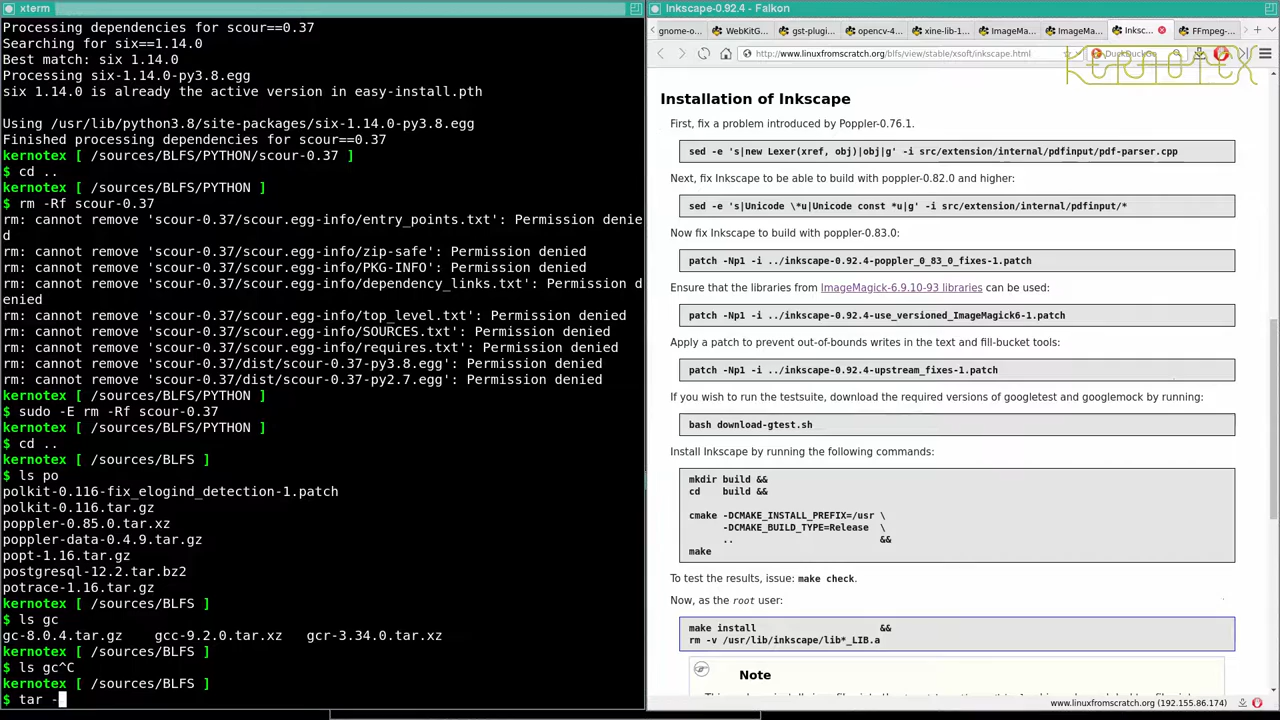 xterm
Processing dependencies for scour==0.37
Searching for six==1.14.0
Best match: six 1.14.0
Processing six-1.14.0-py3.8.egg
six 1.14.0 is already the active version in easy-install.pth
Using /usr/lib/python3.8/site-packages/six-1.14.0-py3.8.egg
Finished processing dependencies for scour==0.37
kernotex [ /sources/BLFS/PYTHON/scour-0.37 ]
$ cd ..
kernotex [ /sources/BLFS/PYTHON ]
$ rm -Rf scour-0.37
rm: cannot remove 'scour-0.37/scour.egg-info/entry_points.txt': Permission denie
d
rm: cannot remove 'scour-0.37/scour.egg-info/zip-safe': Permission denied
rm: cannot remove 'scour-0.37/scour.egg-info/PKG-INFO': Permission denied
rm: cannot remove 'scour-0.37/scour.egg-info/dependency_links.txt': Permission d
enied
rm: cannot remove 'scour-0.37/scour.egg-info/top_level.txt': Permission denied
rm: cannot remove 'scour-0.37/scour.egg-info/SOURCES.txt': Permission denied
rm: cannot remove 'scour-0.37/scour.egg-info/requires.txt': Permission denied
rm: cannot remove 'scour-0.37/dist/scour-0.37-py3.8.egg': Permission denied
rm: cannot remove 'scour-0.37/dist/scour-0.37-py2.7.egg': Permission denied
kernotex [ /sources/BLFS/PYTHON ]
$ sudo -E rm -Rf scour-0.37
kernotex [ /sources/BLFS/PYTHON ]
$ cd ..
kernotex [ /sources/BLFS ]
$ ls po
polkit-0.116-fix_elogind_detection-1.patch
polkit-0.116.tar.gz
poppler-0.85.0.tar.xz
poppler-data-0.4.9.tar.gz
popt-1.16.tar.gz
postgresql-12.2.tar.bz2
potrace-1.16.tar.gz
kernotex [ /sources/BLFS ]
$ ls gc
gc-8.0.4.tar.gz gcc-9.2.0.tar.xz gcr-3.34.0.tar.xz
kernotex [ /sources/BLFS ]
$ ls gc^C
kernotex [ /sources/BLFS ]
$ tar -
Inkscape-0.92.4 - Falkon
gnome-o... WebKitG... gst-plugi... opencv-4... xine-lib-1... ImageMa... ImageMa... Inksc... FFmpeg-...
http://www.linuxfromscratch.org/blfs/view/stable/xsoft/inkscape.html DuckDuckGo
KERNOTEX
Installation of Inkscape
First, fix a problem introduced by Poppler-0.76.1.
sed -e 's|new Lexer(xref, obj)|obj|g' -i src/extension/internal/pdfinput/pdf-parser.cpp
Next, fix Inkscape to be able to build with poppler-0.82.0 and higher:
sed -e 's|Unicode \*u|Unicode const *u|g' -i src/extension/internal/pdfinput/*
Now fix Inkscape to build with poppler-0.83.0:
patch -Np1 -i ../inkscape-0.92.4-poppler_0_83_0_fixes-1.patch
Ensure that the libraries from ImageMagick-6.9.10-93 libraries can be used:
patch -Np1 -i ../inkscape-0.92.4-use_versioned_ImageMagick6-1.patch
Apply a patch to prevent out-of-bounds writes in the text and fill-bucket tools:
patch -Np1 -i ../inkscape-0.92.4-upstream_fixes-1.patch
If you wish to run the testsuite, download the required versions of googletest and googlemock by running:
bash download-gtest.sh
Install Inkscape by running the following commands:
mkdir build &&
cd build &&
cmake -DCMAKE_INSTALL_PREFIX=/usr \
-DCMAKE_BUILD_TYPE=Release \
.. &&
make
To test the results, issue: make check.
Now, as the root user:
make install &&
rm -v /usr/lib/inkscape/lib*_LIB.a
Note
www.linuxfromscratch.org (192.155.86.174)